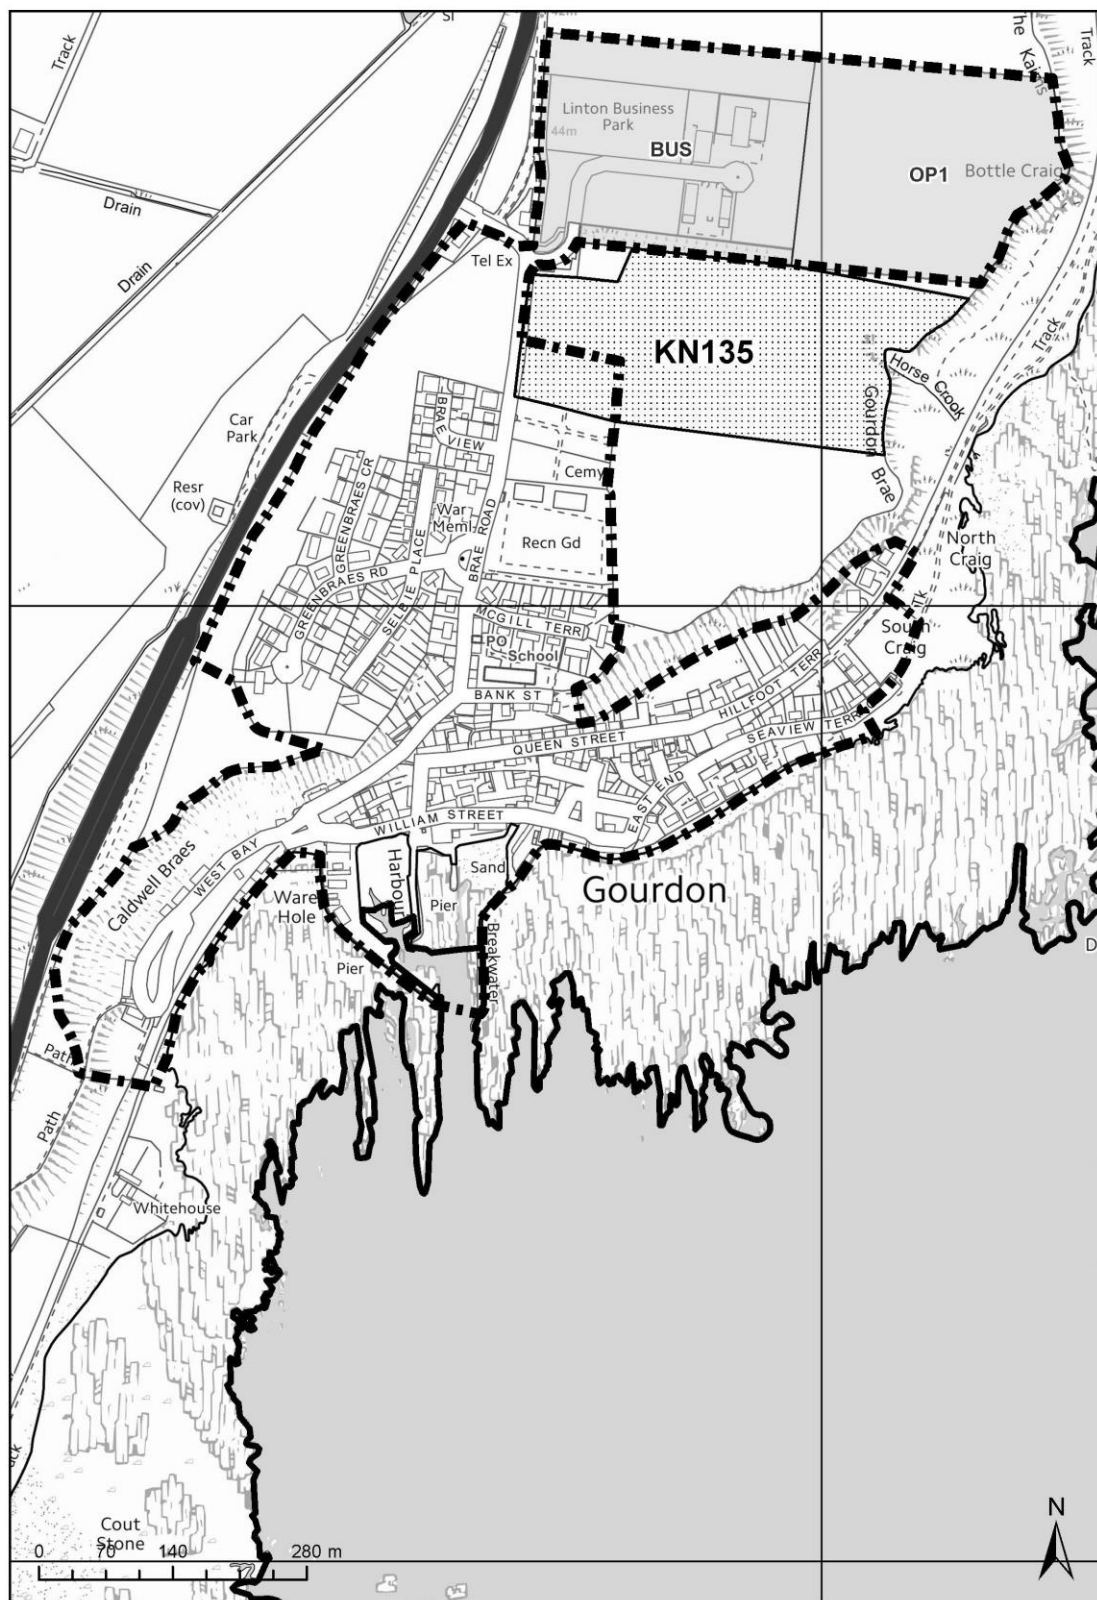 42m
SI
Track
The Kaims
Track
Linton Business
Park
44m
BUS
OP1
Bottle Craig
Drain
Drain
Tel Ex
KN135
Track
Horse Crook
Gourdon Brae
Car
Park
Resr
(cov)
BRAE VIEW
Cemy
GREENBRAES CR
War
Meml
BRAE ROAD
Recn Gd
North
Craig
GREENBRAES RD
SELBIE PLACE
MCGILL TERR
PO
School
South
Craig
BANK ST
HILLFOOT TERR
SEAVIEW TERR
QUEEN STREET
EAST END
WILLIAM STREET
WEST BAY
Caldwell Braes
Harbour
Sand
Ware
Hole
Pier
Gourdon
Breakwater
Pier
D
Path
Path
Whitehouse
Cout
Stone
N
0 70 140 280 m